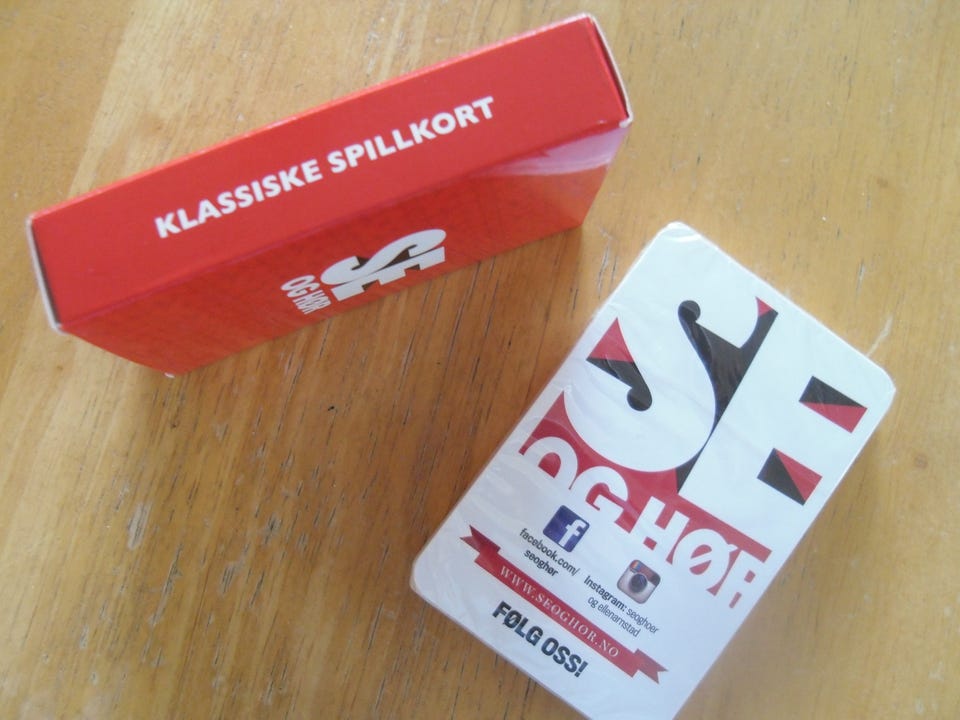 KLASSISKE SPILLKORT
SE
OG HØR
SE
OG HØR
facebook.com/
seoghør
Instagram: seoghoer
og ellenarnstad
WWW.SEOGHOR.NO
FØLG OSS!